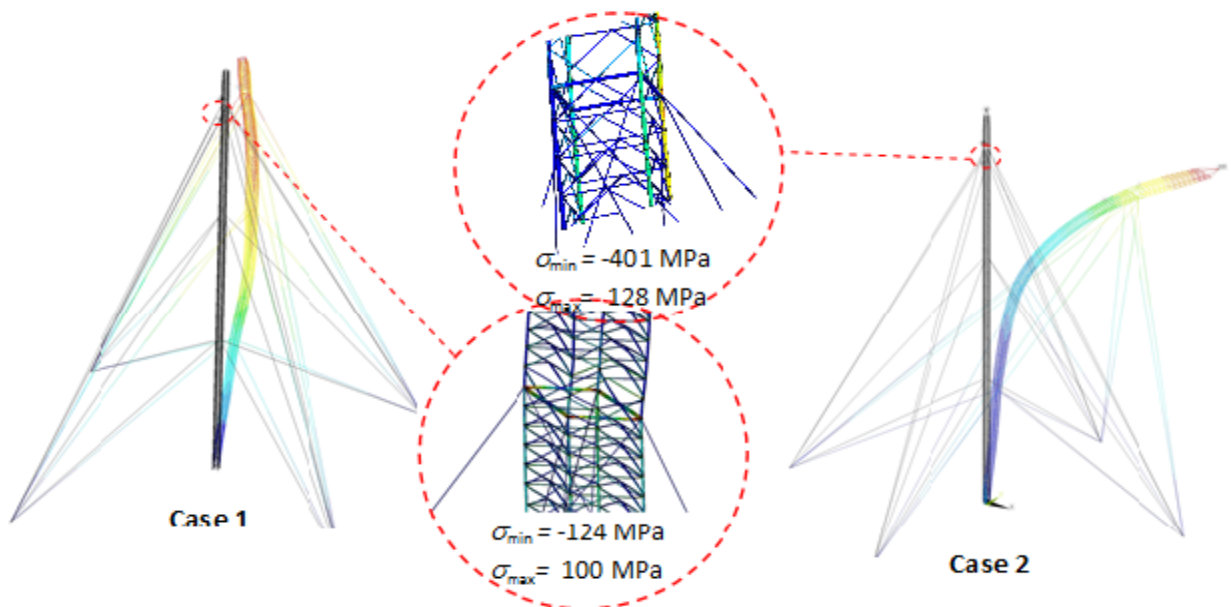 σmin = -401 MPa
σmax = 128 MPa
σmin = -124 MPa
σmax = 100 MPa
Case 1
Case 2